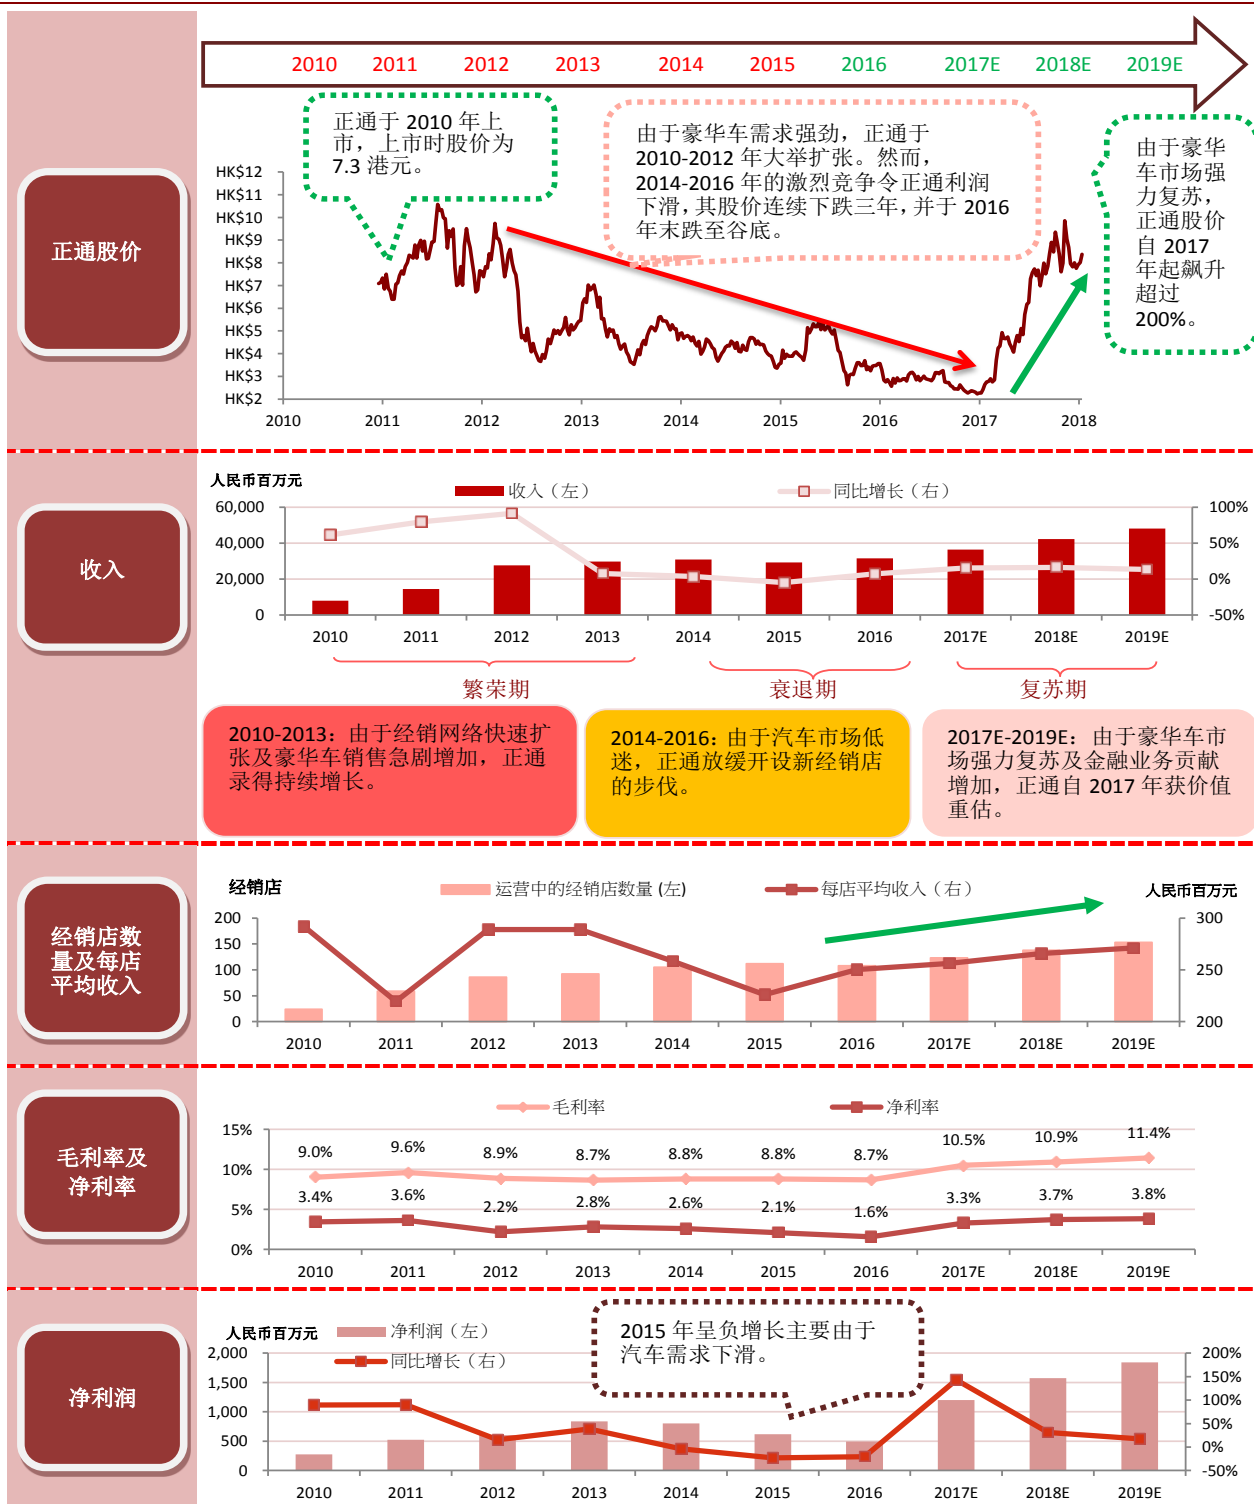 2010 2011 2012 2013 2014 2015 2016 2017E 2018E 2019E
正通股价
正通于 2010 年上
市，上市时股价为
7.3 港元。
由于豪华车需求强劲，正通于
2010-2012 年大举扩张。然而，
2014-2016 年的激烈竞争令正通利润
下滑，其股价连续下跌三年，并于 2016
年末跌至谷底。
由于豪华
车市场强
力复苏，
正通股价
自 2017
年起飙升
超过
200%。
HK$12
HK$11
HK$10
HK$9
HK$8
HK$7
HK$6
HK$5
HK$4
HK$3
HK$2
2010 2011 2012 2013 2014 2015 2016 2017 2018
收入
人民币百万元
收入（左） 同比增长（右）
60,000
40,000
20,000
0
100%
50%
0%
-50%
2010 2011 2012 2013 2014 2015 2016 2017E 2018E 2019E
繁荣期 衰退期 复苏期
2010-2013：由于经销网络快速扩
张及豪华车销售急剧增加，正通
录得持续增长。
2014-2016：由于汽车市场低
迷，正通放缓开设新经销店
的步伐。
2017E-2019E：由于豪华车市
场强力复苏及金融业务贡献
增加，正通自 2017 年获价值
重估。
经销店数
量及每店
平均收入
经销店
运营中的经销店数量 (左) 每店平均收入（右）
人民币百万元
200
150
100
50
0
300
250
200
2010 2011 2012 2013 2014 2015 2016 2017E 2018E 2019E
毛利率及
净利率
毛利率 净利率
15%
10%
5%
0%
9.0% 9.6% 8.9% 8.7% 8.8% 8.8% 8.7% 10.5% 10.9% 11.4%
3.4% 3.6% 2.2% 2.8% 2.6% 2.1% 1.6% 3.3% 3.7% 3.8%
2010 2011 2012 2013 2014 2015 2016 2017E 2018E 2019E
净利润
人民币百万元
净利润（左）
同比增长（右）
2015 年呈负增长主要由于
汽车需求下滑。
2,000
1,500
1,000
500
0
200%
150%
100%
50%
0%
-50%
2010 2011 2012 2013 2014 2015 2016 2017E 2018E 2019E